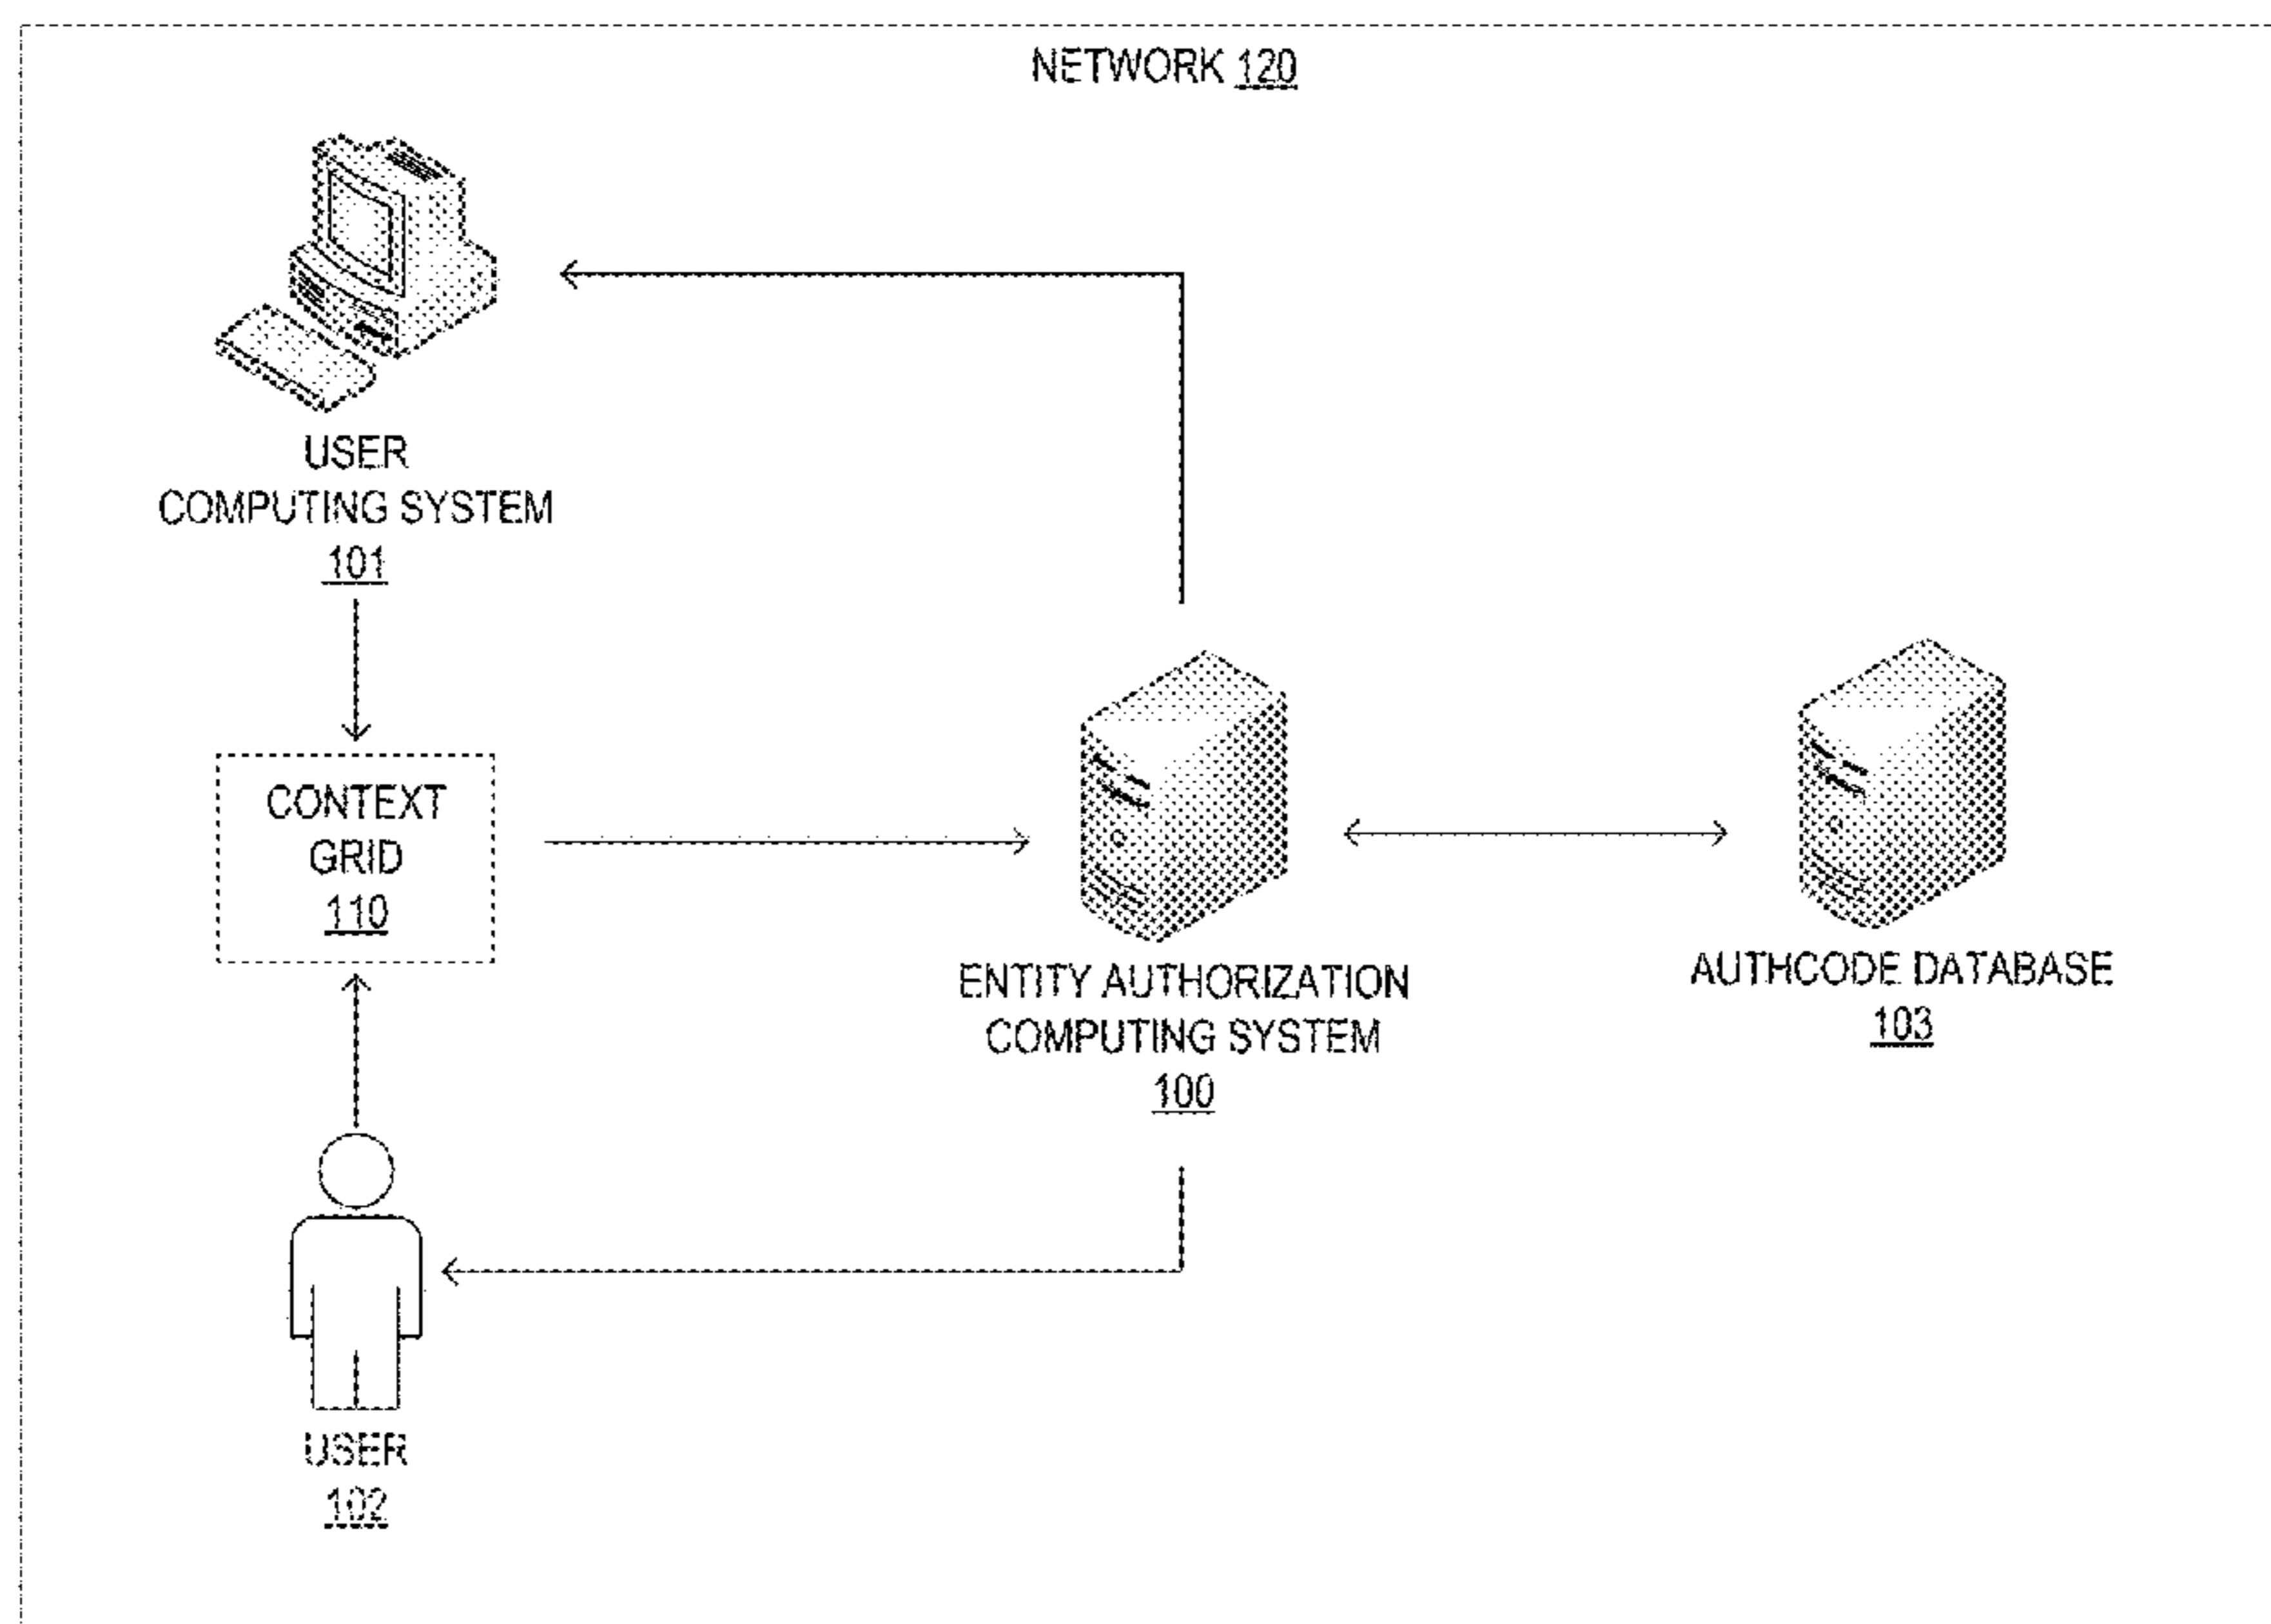 NETWORK 120
USER
COMPUTING SYSTEM
101
CONTEXT
GRID
110
ENTITY AUTHORIZATION
COMPUTING SYSTEM
100
AUTHCODE DATABASE
103
USER
102